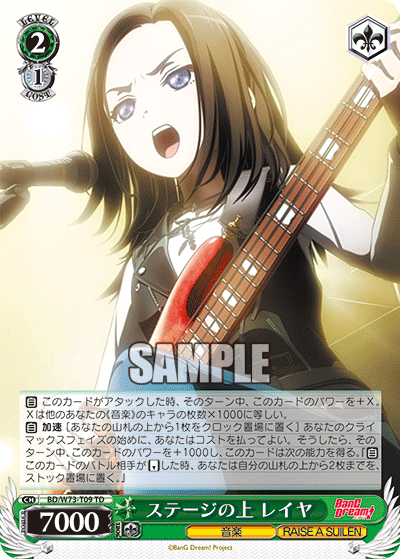 LEVEL
2
1
COST
SAMPLE
自 このカードがアタックした時、そのターン中、このカードのパワーを＋X。
Xは他のあなたの《音楽》のキャラの枚数×1000に等しい。
自 加速 [あなたの山札の上から1枚をクロック置場に置く] あなたのクライ
マックスフェイズの始めに、あなたはコストを払ってよい。そうしたら、そのター
ン中、このカードのパワーを＋1000し、このカードは次の能力を得る。『自
このカードのバトル相手が した時、あなたは自分の山札の上から2枚まで、
ストック置場に置く。』
CH
BD/W73-T09 TD
7000
ステージの上 レイヤ
BanG Dream!
音楽
RAISE A SUILEN
©BanG Dream! Project